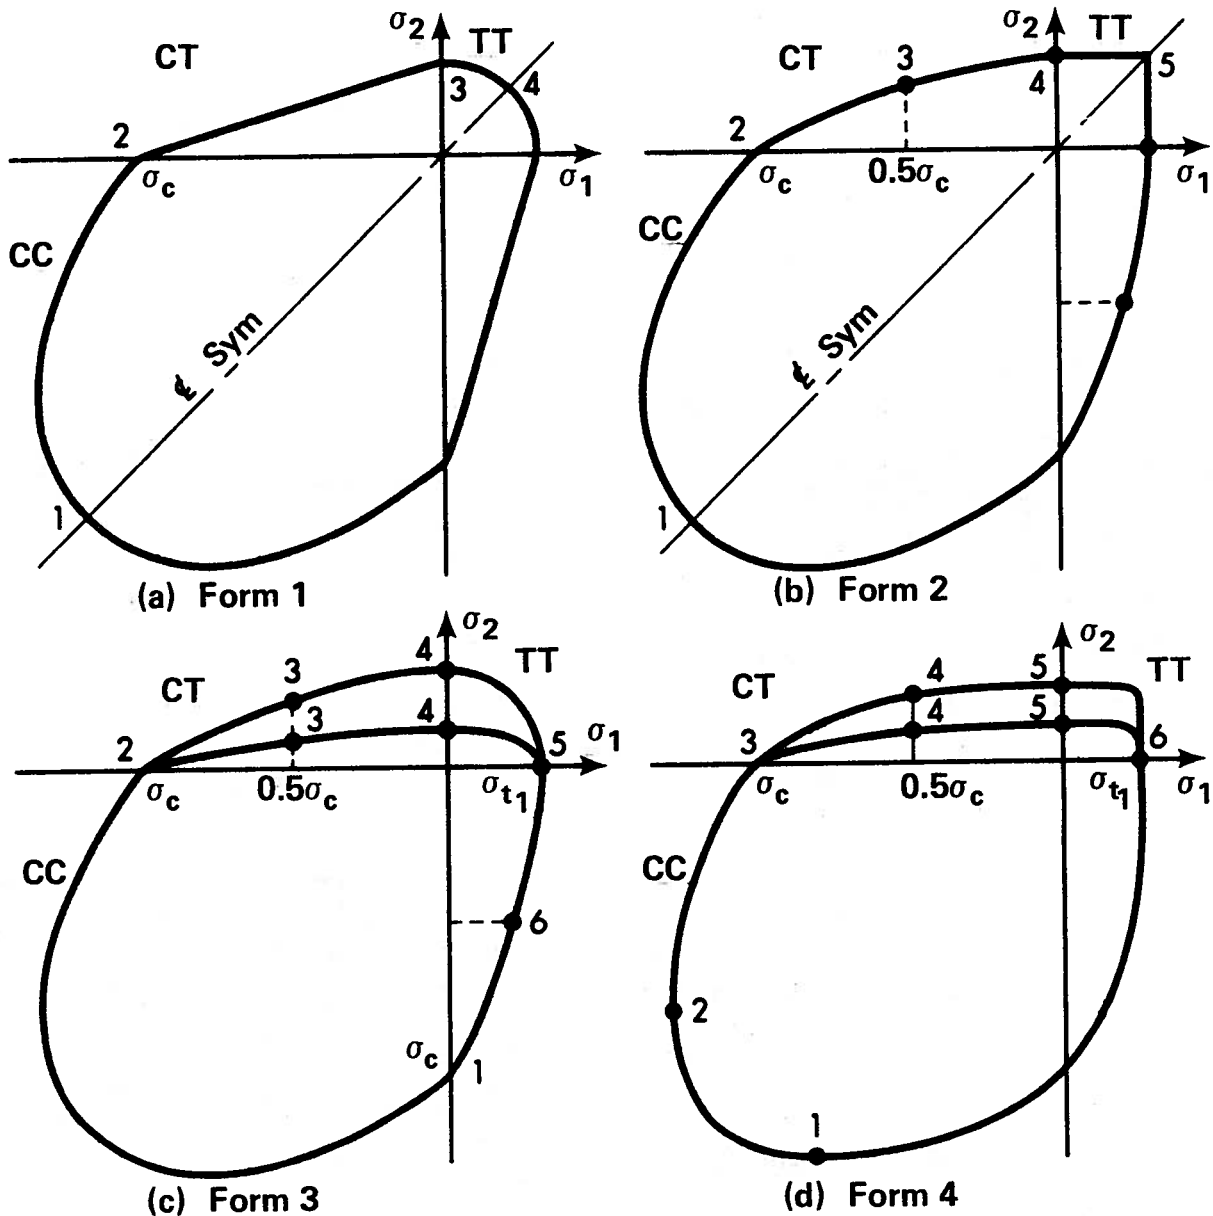 σ2 TT
CT
3 4
2
σc σ1
CC
℄ Sym
1
(a) Form 1
σ2 TT
CT 3
4 5
2
σc 0.5σc σ1
CC
℄ Sym
1
(b) Form 2
σ2
4 TT
3
CT
3 4
2 5 σ1
σc 0.5σc σt1
CC
6
σc 1
(c) Form 3
σ2
4 5 TT
CT
4 5
3 6
σc 0.5σc σt1 σ1
CC
2
1
(d) Form 4